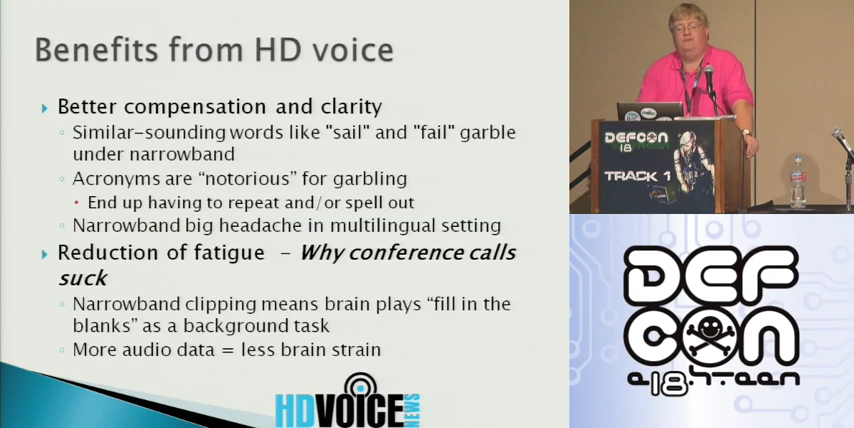 Benefits from HD voice
Better compensation and clarity
Similar-sounding words like "sail" and "fail" garble
under narrowband
Acronyms are “notorious” for garbling
End up having to repeat and/or spell out
Narrowband big headache in multilingual setting
Reduction of fatigue - Why conference calls
suck
Narrowband clipping means brain plays “fill in the
blanks” as a background task
More audio data = less brain strain
HDVOICE NEWS
DEFCON
18
TRACK 1
DEF
CON
e18hteen